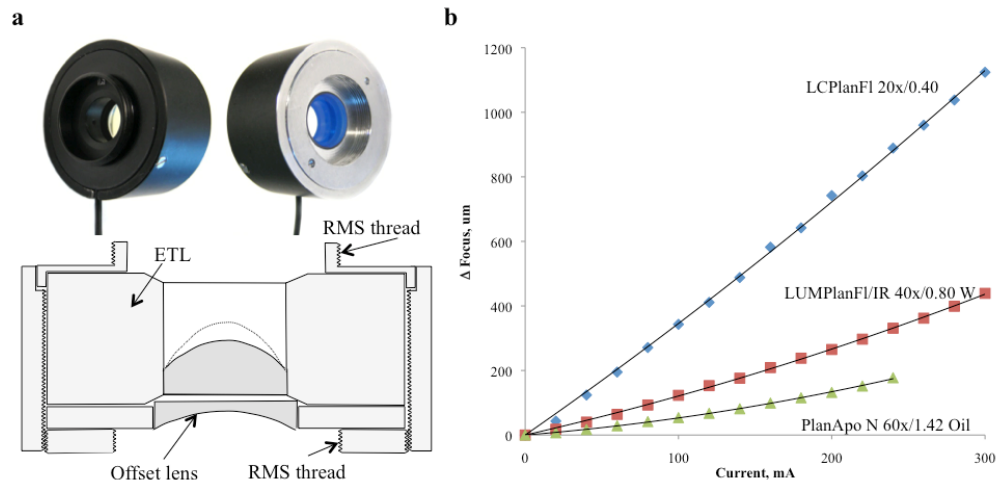 a
RMS thread
ETL
Offset lens
RMS thread
b
1200
1000
800
600
400
200
0
Δ Focus, um
LCPlanFl 20x/0.40
LUMPlanFl/IR 40x/0.80 W
PlanApo N 60x/1.42 Oil
0
100
200
300
Current, mA